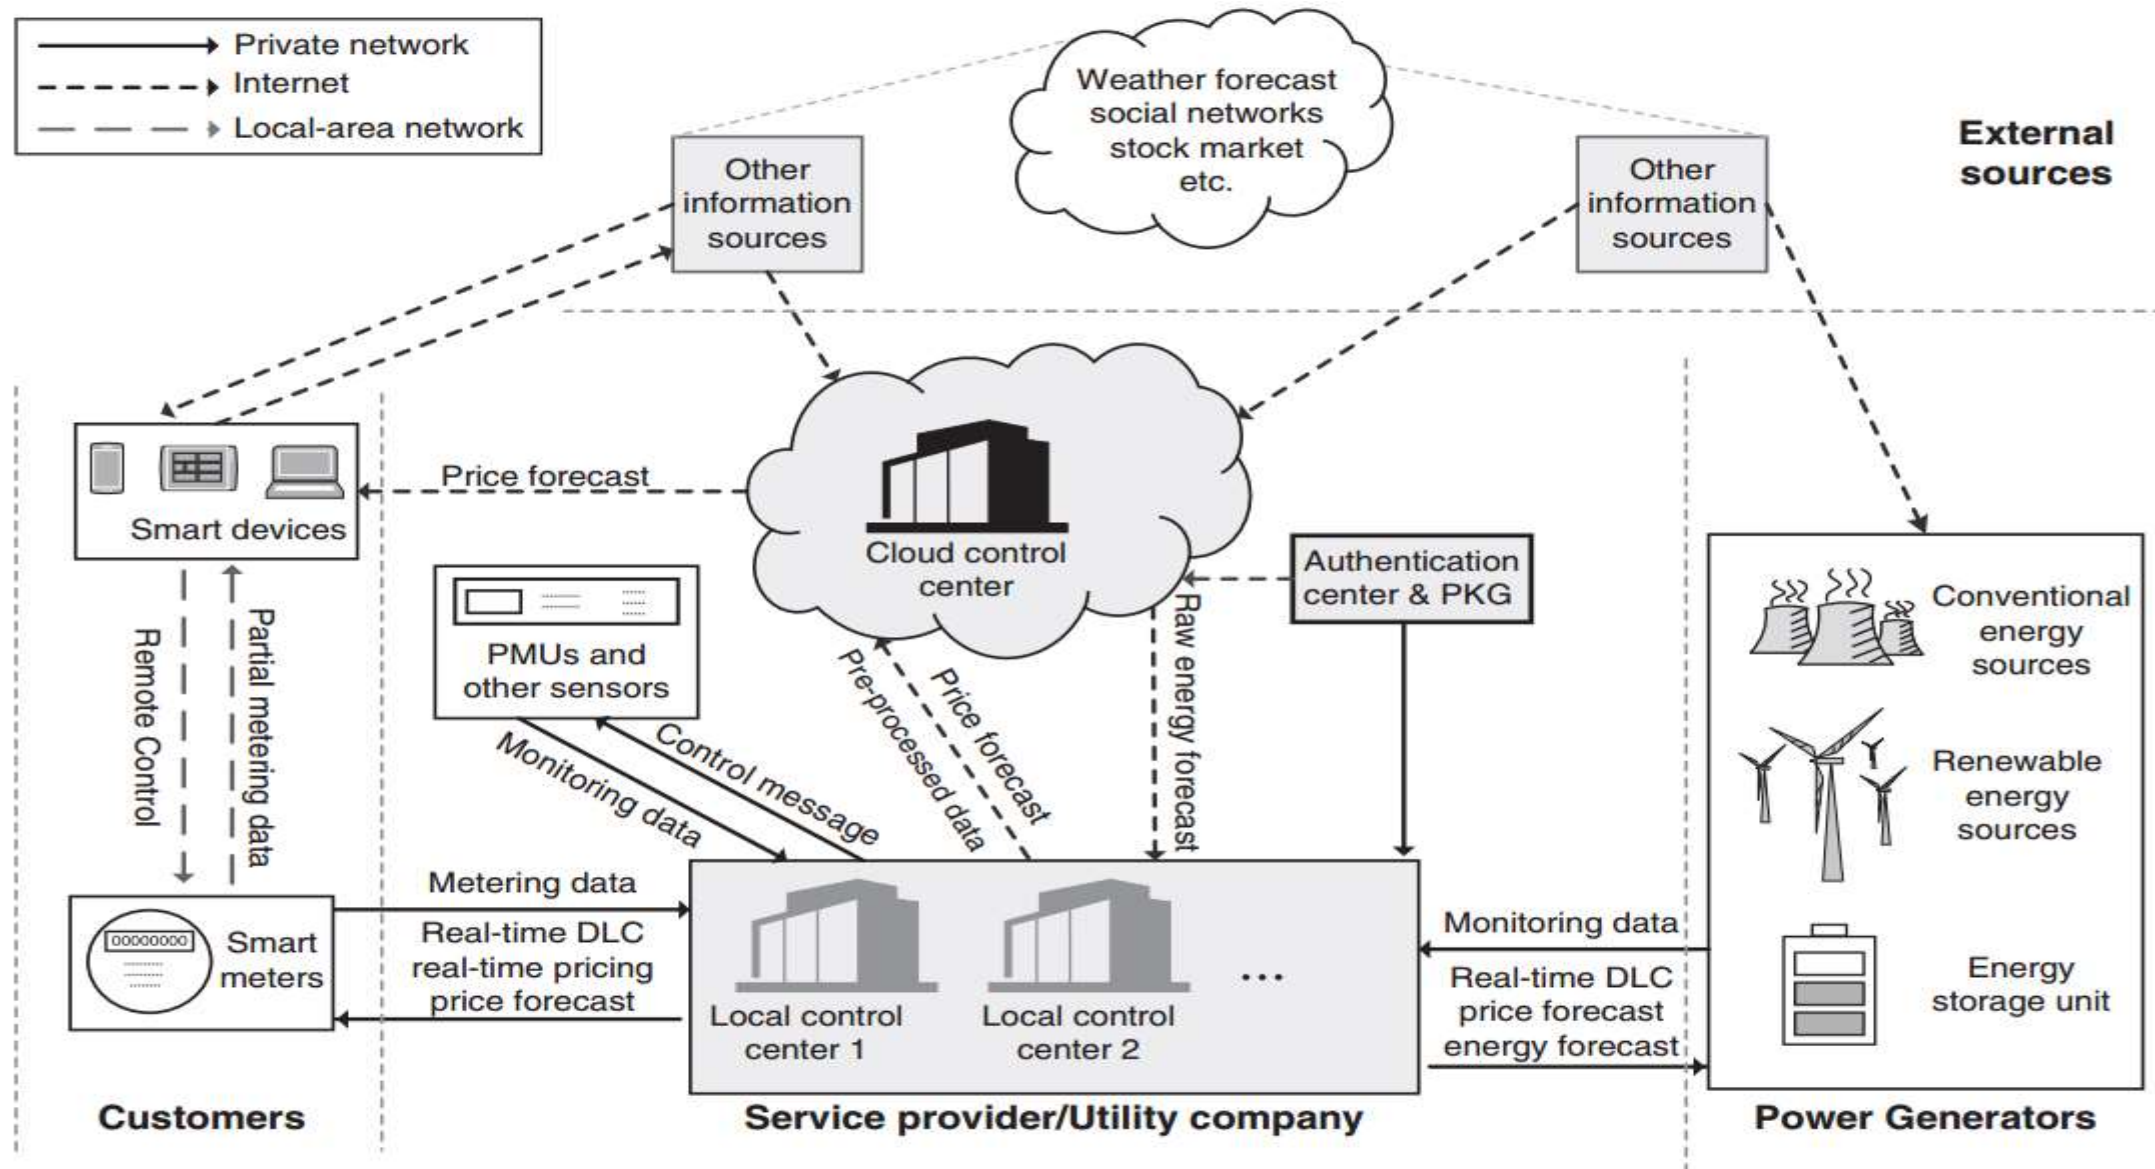 Private network
Internet
Local-area network
Weather forecast
social networks
stock market
etc.
External
sources
Other
information
sources
Other
information
sources
Price forecast
Smart devices
Cloud control
center
Authentication
center & PKG
PMUs and
other sensors
Remote Control
Partial metering data
Monitoring data
Control message
Pre-processed data
Price forecast
Raw energy forecast
Conventional
energy
sources
Renewable
energy
sources
Energy
storage unit
Metering data
Real-time DLC
real-time pricing
price forecast
00000000
Smart
meters
Local control
center 1
Local control
center 2
...
Monitoring data
Real-time DLC
price forecast
energy forecast
Customers
Service provider/Utility company
Power Generators